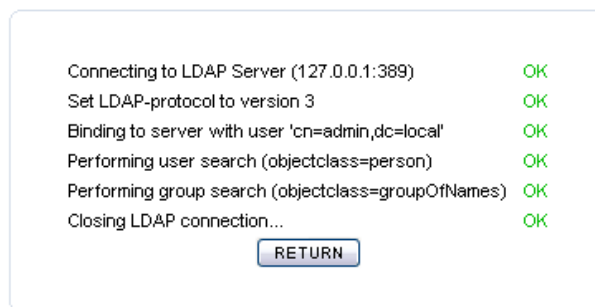 Connecting to LDAP Server (127.0.0.1:389) OK
Set LDAP-protocol to version 3 OK
Binding to server with user 'cn=admin,dc=local' OK
Performing user search (objectclass=person) OK
Performing group search (objectclass=groupOfNames) OK
Closing LDAP connection... OK
RETURN